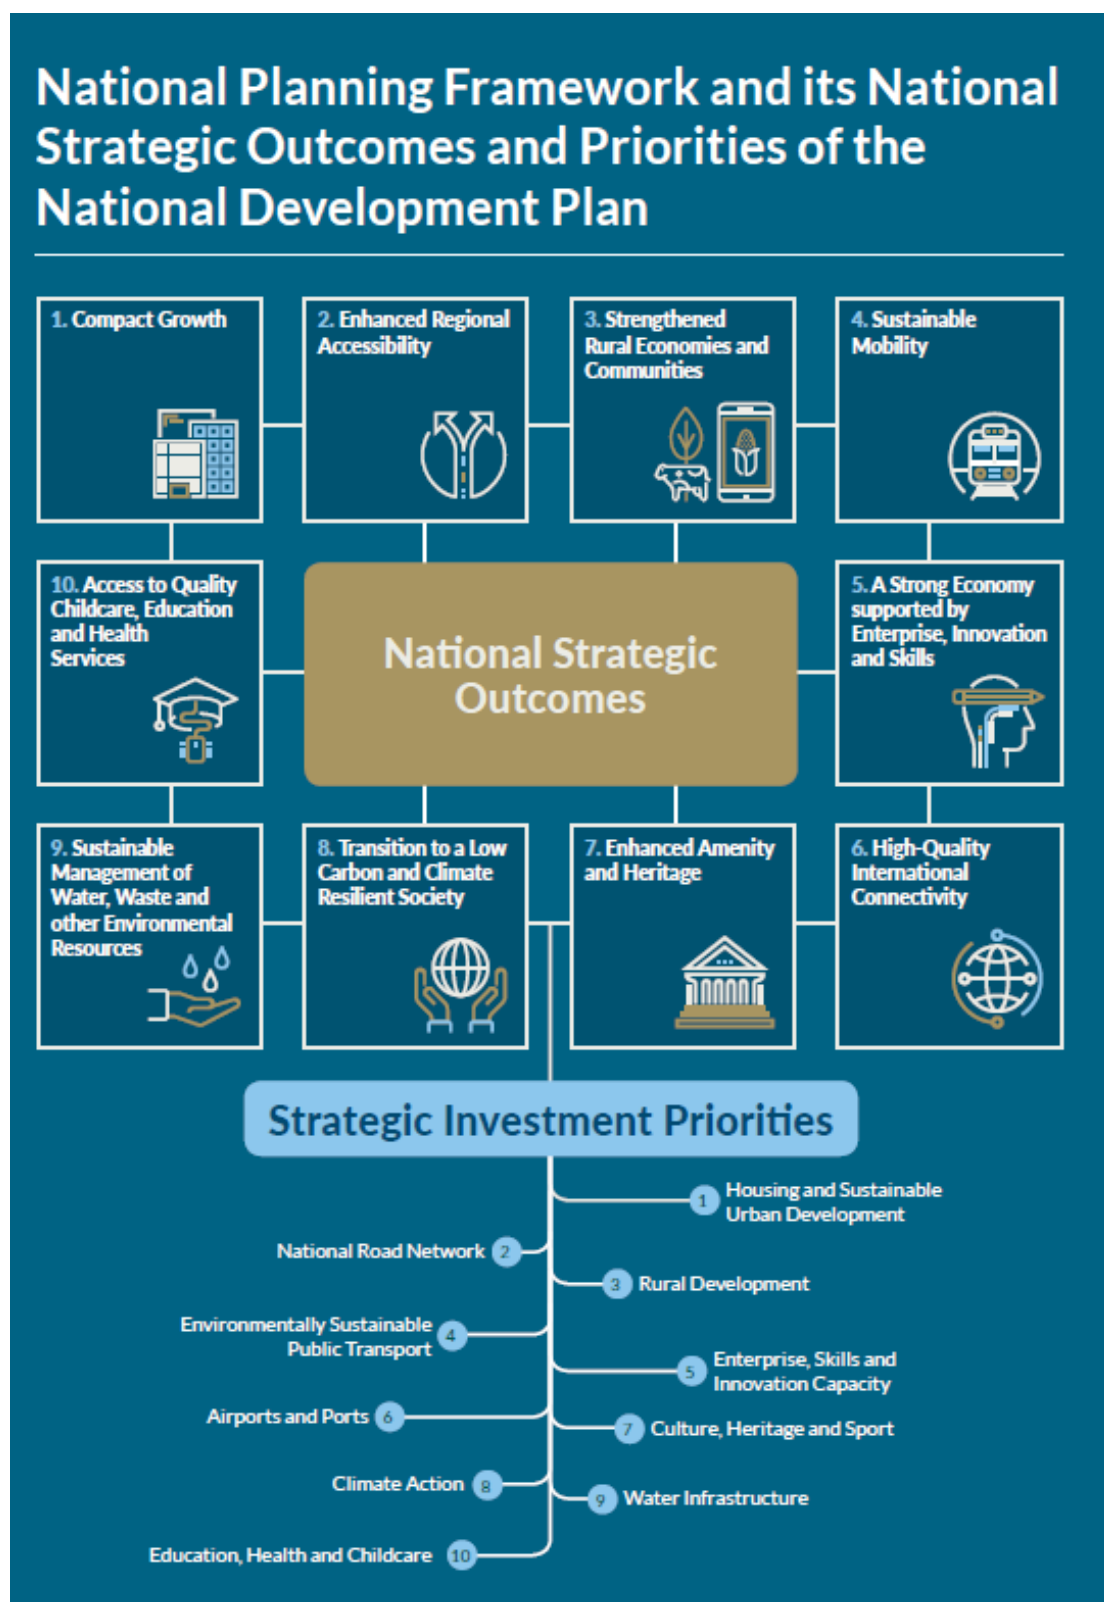 National Planning Framework and its National
Strategic Outcomes and Priorities of the
National Development Plan
1. Compact Growth
2. Enhanced Regional
Accessibility
3. Strengthened
Rural Economies and
Communities
4. Sustainable
Mobility
10. Access to Quality
Childcare, Education
and Health
Services
National Strategic
Outcomes
5. A Strong Economy
supported by
Enterprise, Innovation
and Skills
9. Sustainable
Management of
Water, Waste and
other Environmental
Resources
8. Transition to a Low
Carbon and Climate
Resilient Society
7. Enhanced Amenity
and Heritage
6. High-Quality
International
Connectivity
Strategic Investment Priorities
1 Housing and Sustainable
Urban Development
National Road Network 2
3 Rural Development
Environmentally Sustainable
Public Transport 4
5 Enterprise, Skills and
Innovation Capacity
Airports and Ports 6
7 Culture, Heritage and Sport
Climate Action 8
9 Water Infrastructure
Education, Health and Childcare 10